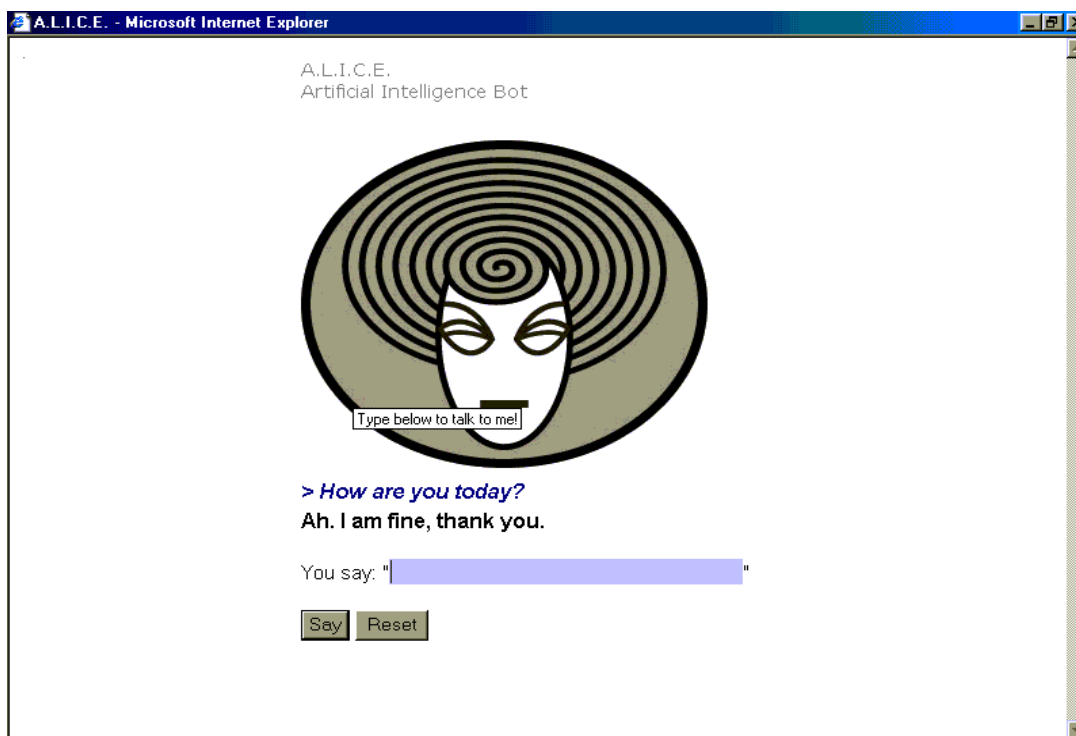 A.L.I.C.E. - Microsoft Internet Explorer
A.L.I.C.E.
Artificial Intelligence Bot
Type below to talk to me!
> How are you today?
Ah. I am fine, thank you.
You say: " "
Say Reset